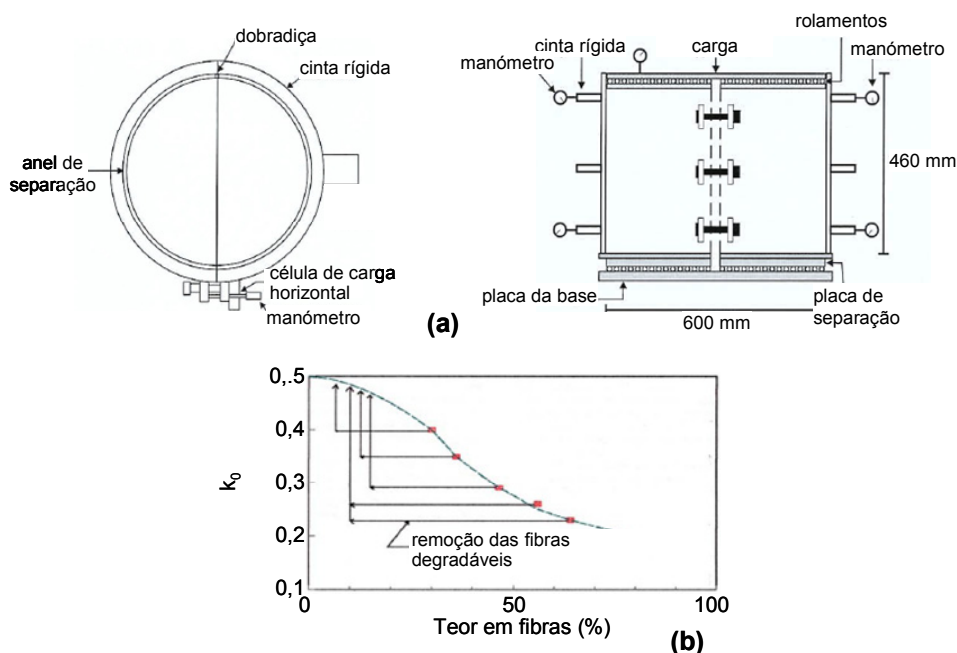 dobradiça
cinta rígida
anel de
separação
célula de carga
horizontal
manómetro
(a)
rolamentos
cinta rígida
carga
manómetro
manómetro
460 mm
placa da base
placa de
separação
600 mm
0,.5
0,4
0,3
0,2
0,1
k0
remoção das fibras
degradáveis
0
50
100
Teor em fibras (%)
(b)